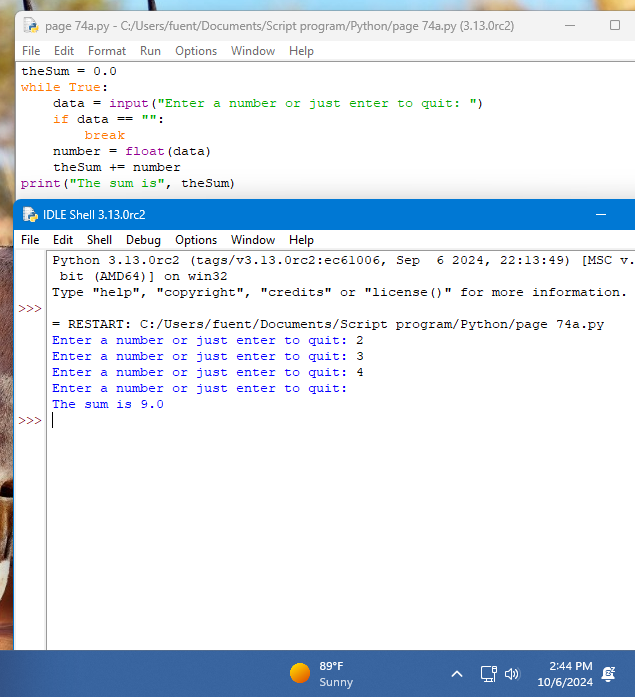 page 74a.py - C:/Users/fuent/Documents/Script program/Python/page 74a.py (3.13.0rc2)
File Edit Format Run Options Window Help
theSum = 0.0
while True:
    data = input("Enter a number or just enter to quit: ")
    if data == "":
        break
    number = float(data)
    theSum += number
print("The sum is", theSum)
IDLE Shell 3.13.0rc2
File Edit Shell Debug Options Window Help
Python 3.13.0rc2 (tags/v3.13.0rc2:ec61006, Sep  6 2024, 22:13:49) [MSC v.
 bit (AMD64)] on win32
Type "help", "copyright", "credits" or "license()" for more information.
>>>
= RESTART: C:/Users/fuent/Documents/Script program/Python/page 74a.py
Enter a number or just enter to quit: 2
Enter a number or just enter to quit: 3
Enter a number or just enter to quit: 4
Enter a number or just enter to quit:
The sum is 9.0
>>>
89°F
Sunny
2:44 PM
10/6/2024